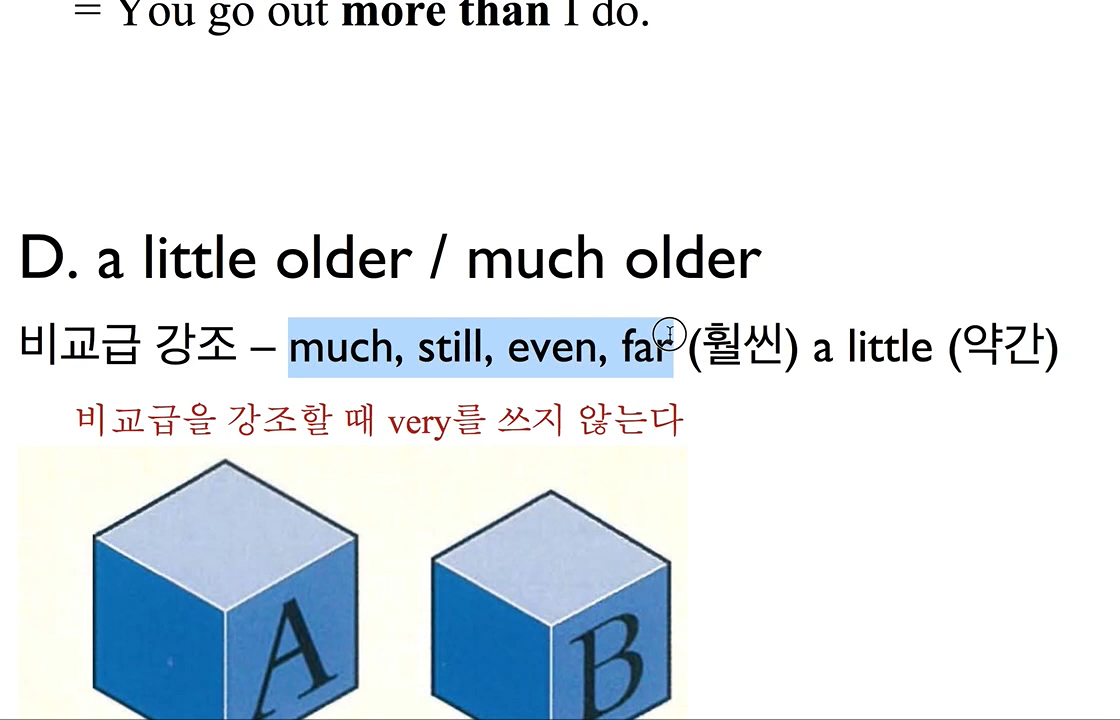 = You go out more than I do.
D. a little older / much older
비교급 강조 – much, still, even, far (훨씬) a little (약간)
비교급을 강조할 때 very를 쓰지 않는다
A
B